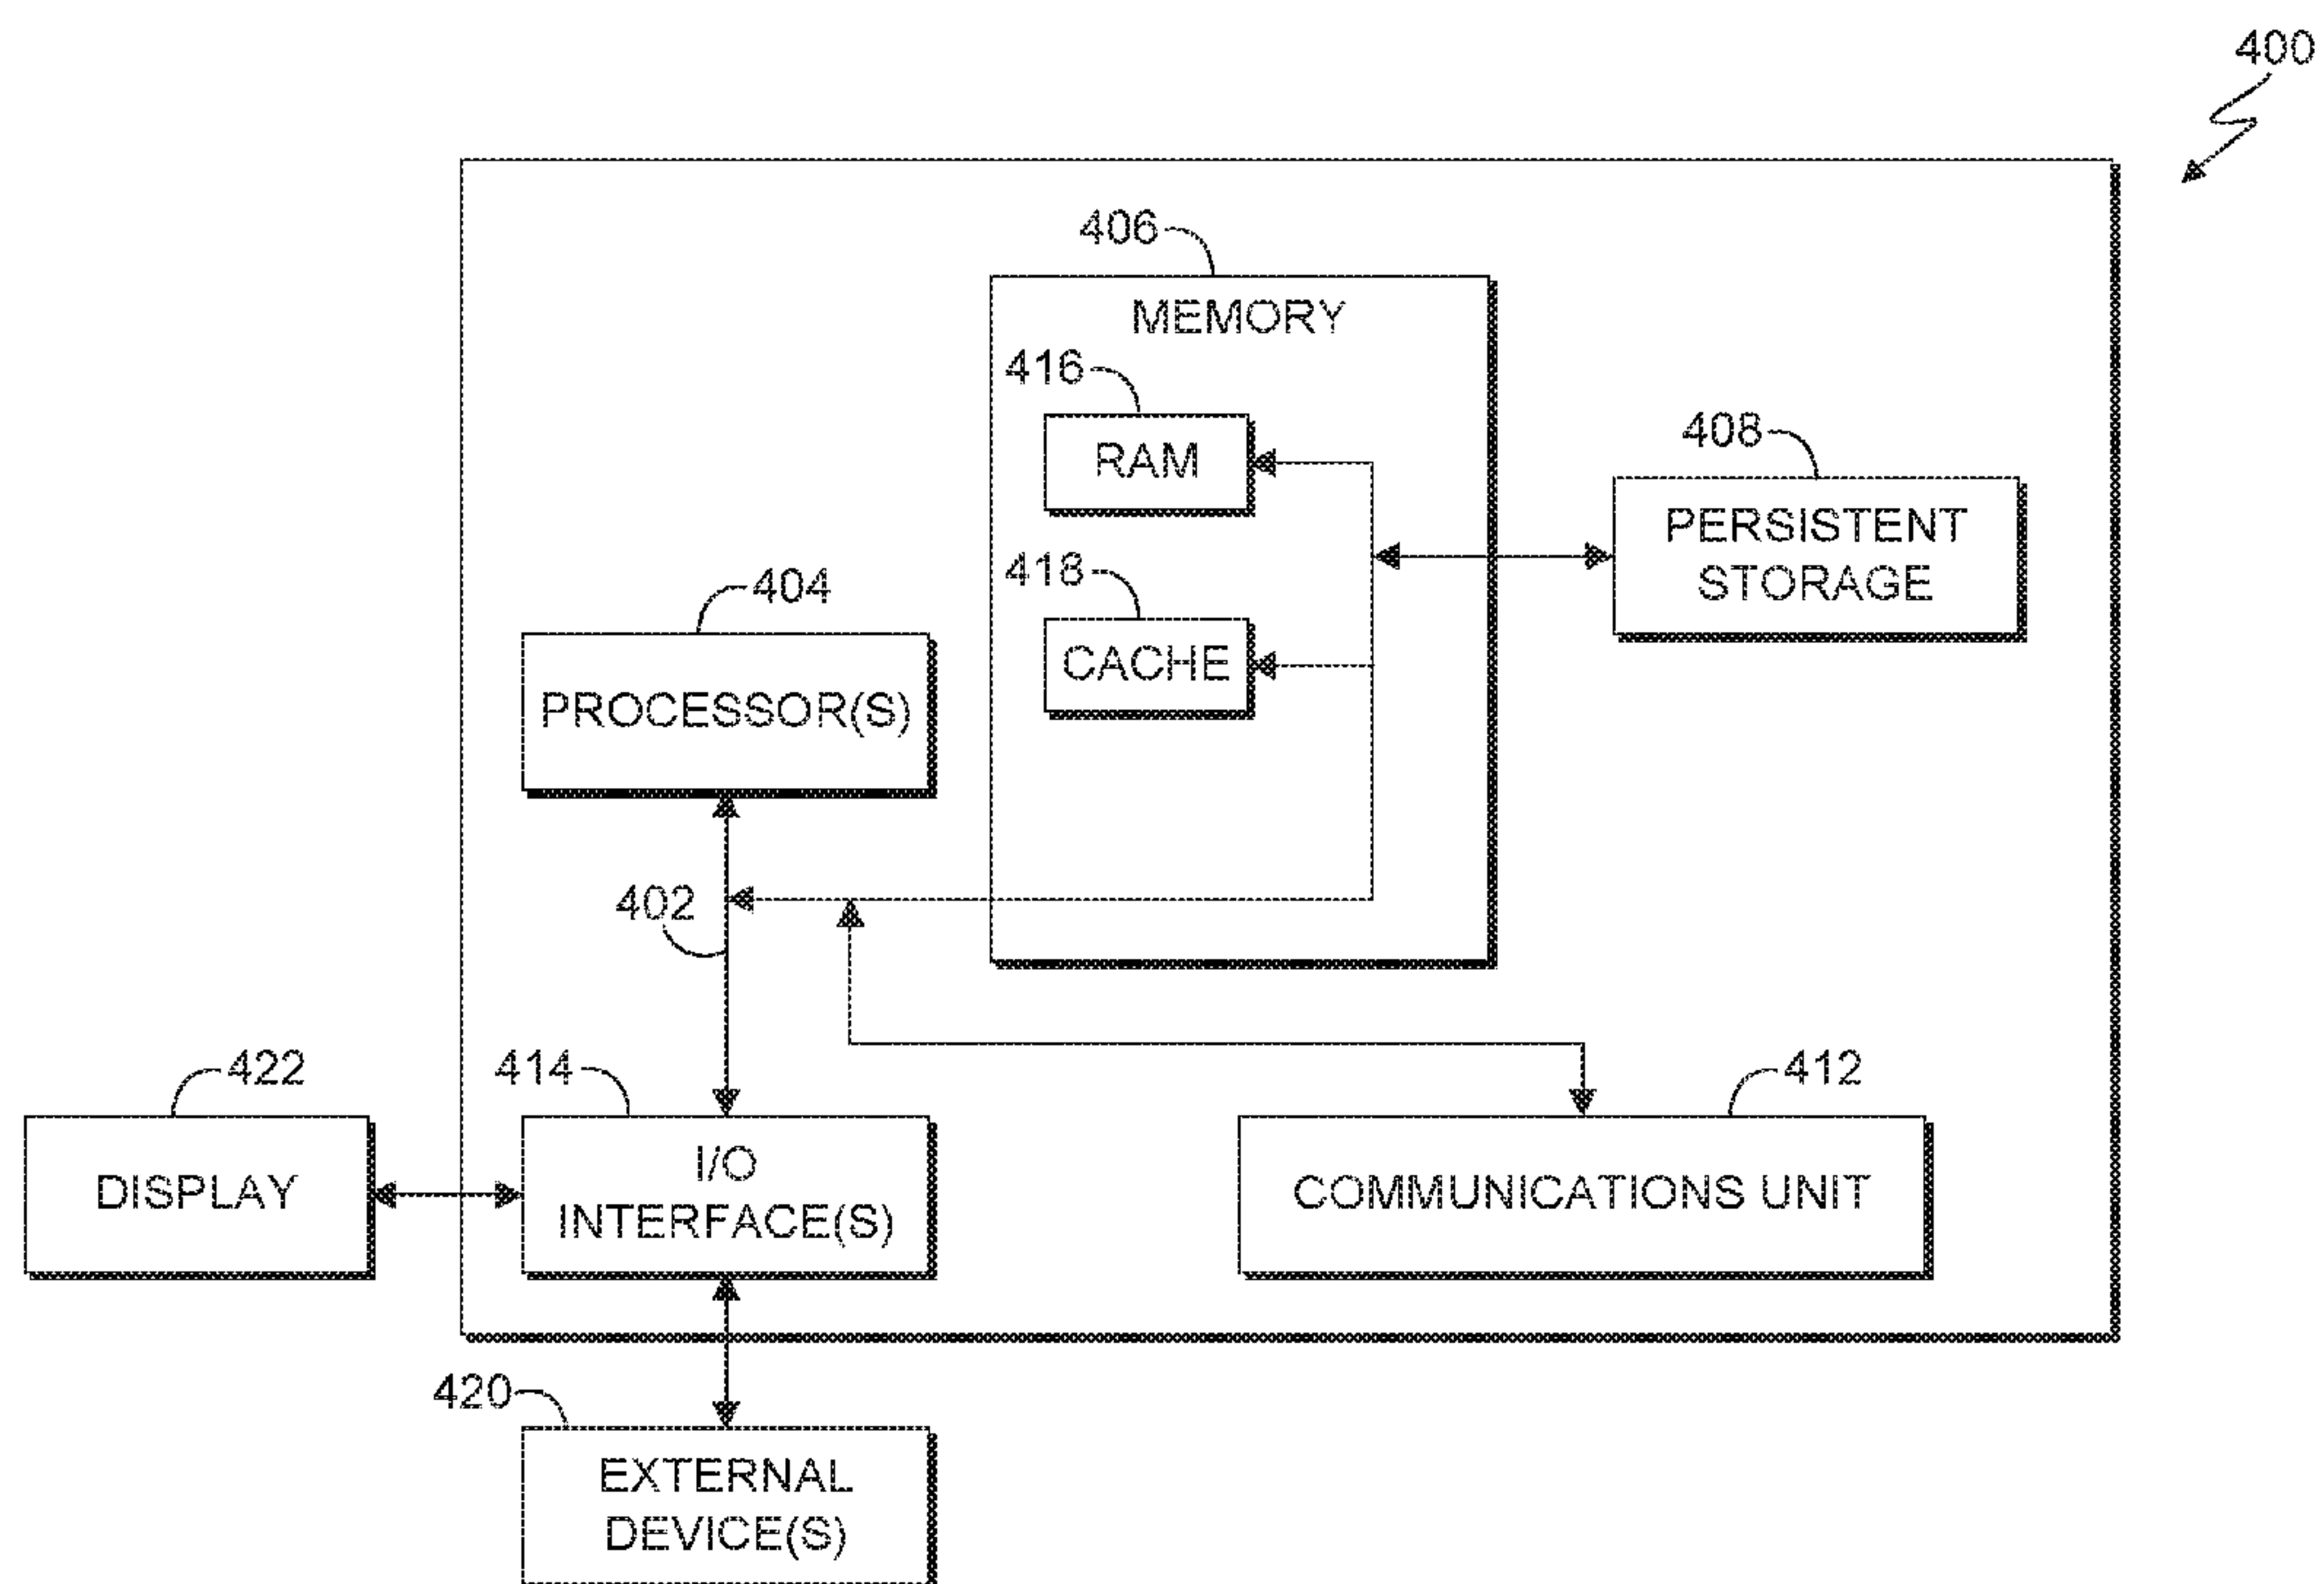 400
406
MEMORY
416
RAM
408
PERSISTENT
STORAGE
418
CACHE
404
PROCESSOR(S)
402
422
DISPLAY
414
I/O
INTERFACE(S)
412
COMMUNICATIONS UNIT
420
EXTERNAL
DEVICE(S)